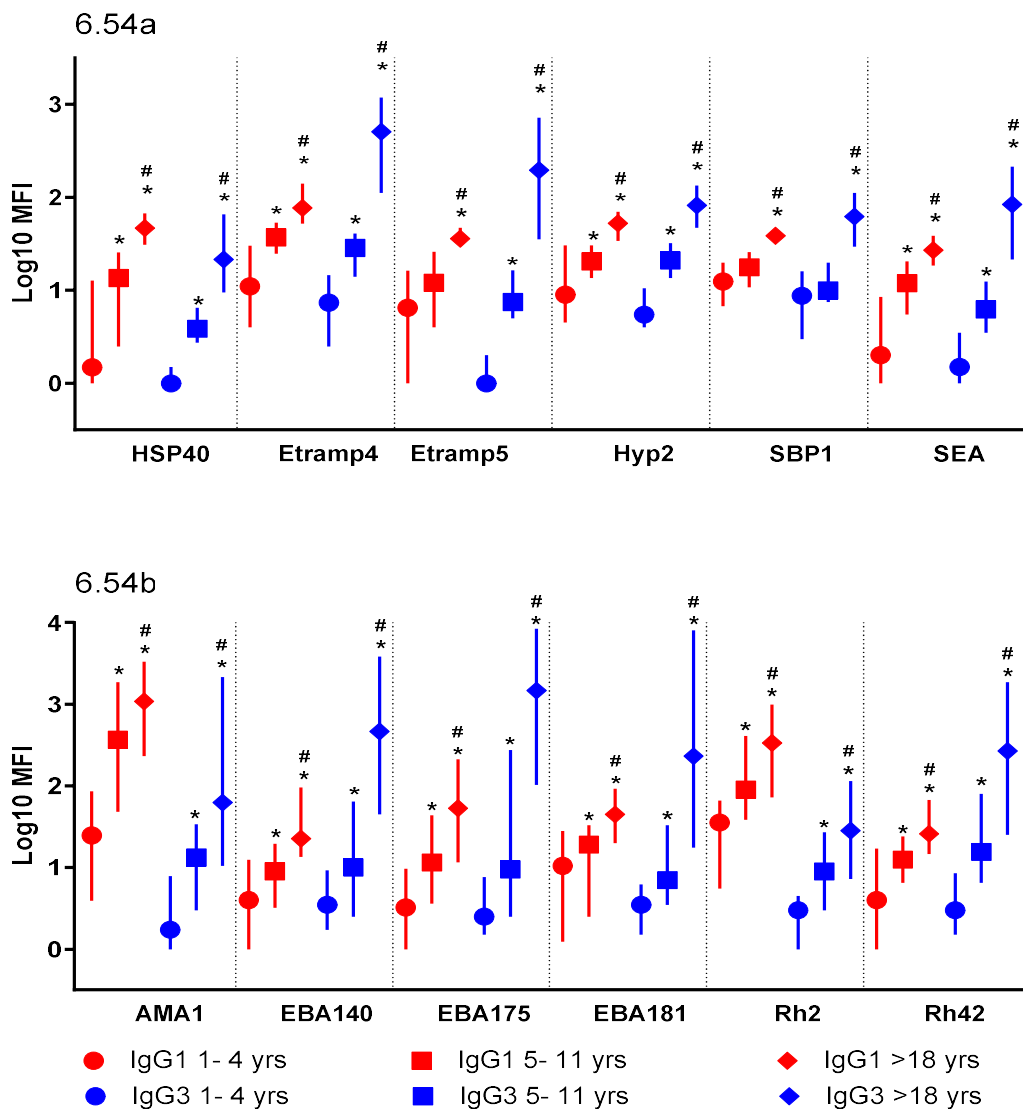 6.54a
Log10 MFI
3
2
1
0
# * * # * * # * * # * # * * # * * # * * # * # * * # * * # * * # *
HSP40 Etramp4 Etramp5 Hyp2 SBP1 SEA
6.54b
Log10 MFI
4
3
2
1
0
* # * * # * * # * * # * * # * * # * * # * * # * * # * * # * * # * * # *
AMA1 EBA140 EBA175 EBA181 Rh2 Rh42
IgG1 1- 4 yrs IgG1 5- 11 yrs IgG1 >18 yrs
IgG3 1- 4 yrs IgG3 5- 11 yrs IgG3 >18 yrs